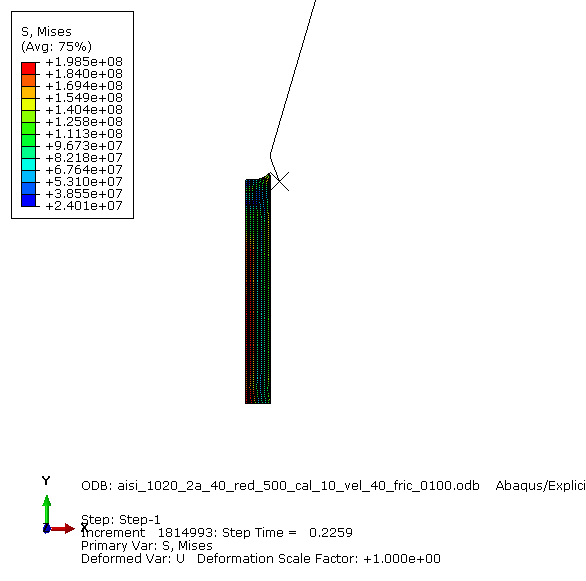 S, Mises
(Avg: 75%)
+1.985e+08
+1.840e+08
+1.694e+08
+1.549e+08
+1.404e+08
+1.258e+08
+1.113e+08
+9.673e+07
+8.218e+07
+6.764e+07
+5.310e+07
+3.855e+07
+2.401e+07
Y
ODB: aisi_1020_2a_40_red_500_cal_10_vel_40_fric_0100.odb Abaqus/Explici
Step: Step-1
X
Increment 1814993: Step Time = 0.2259
Primary Var: S, Mises
Deformed Var: U Deformation Scale Factor: +1.000e+00